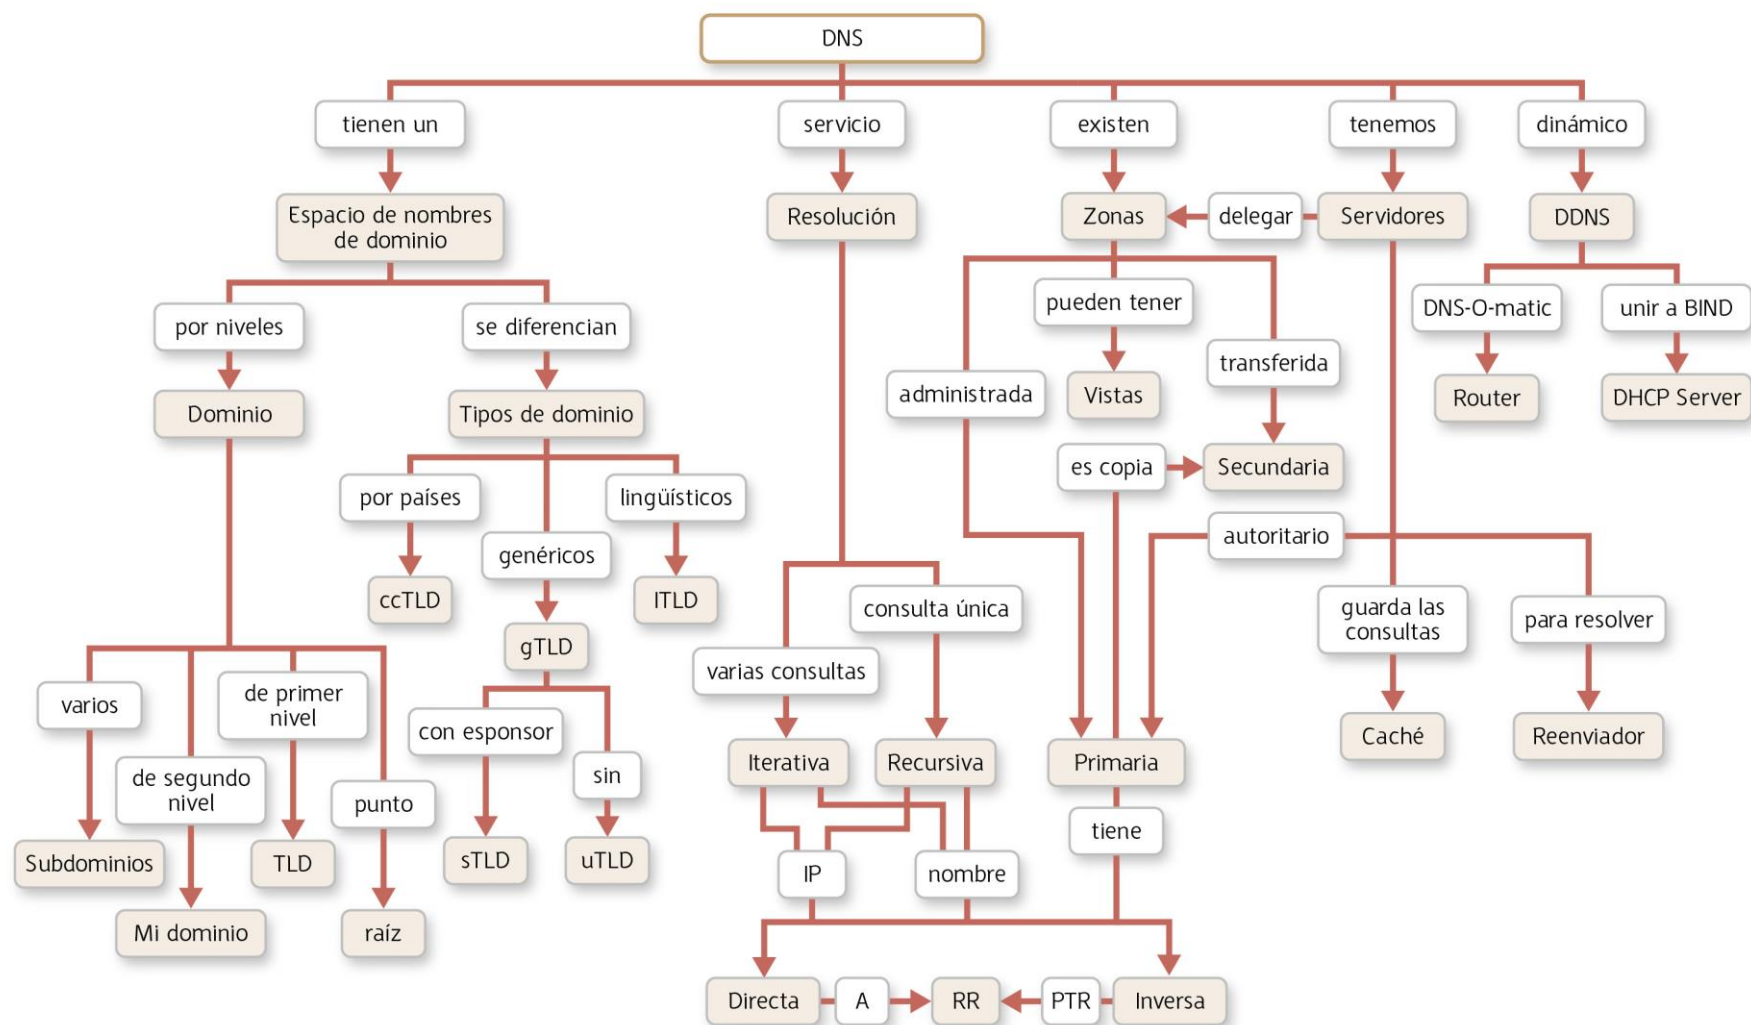 DNS
tienen un
servicio
existen
tenemos
dinámico
Espacio de nombres
de dominio
Resolución
Zonas
delegar
Servidores
DDNS
por niveles
se diferencian
pueden tener
DNS-O-matic
unir a BIND
transferida
administrada
Vistas
Router
DHCP Server
Dominio
Tipos de dominio
es copia
Secundaria
por países
lingüísticos
autoritario
genéricos
ccTLD
lTLD
consulta única
guarda las
consultas
para resolver
gTLD
varias consultas
varios
de primer
nivel
con esponsor
Caché
Reenviador
Iterativa
Recursiva
Primaria
sin
de segundo
nivel
punto
tiene
Subdominios
TLD
sTLD
uTLD
IP
nombre
Mi dominio
raíz
Directa
A
RR
PTR
Inversa